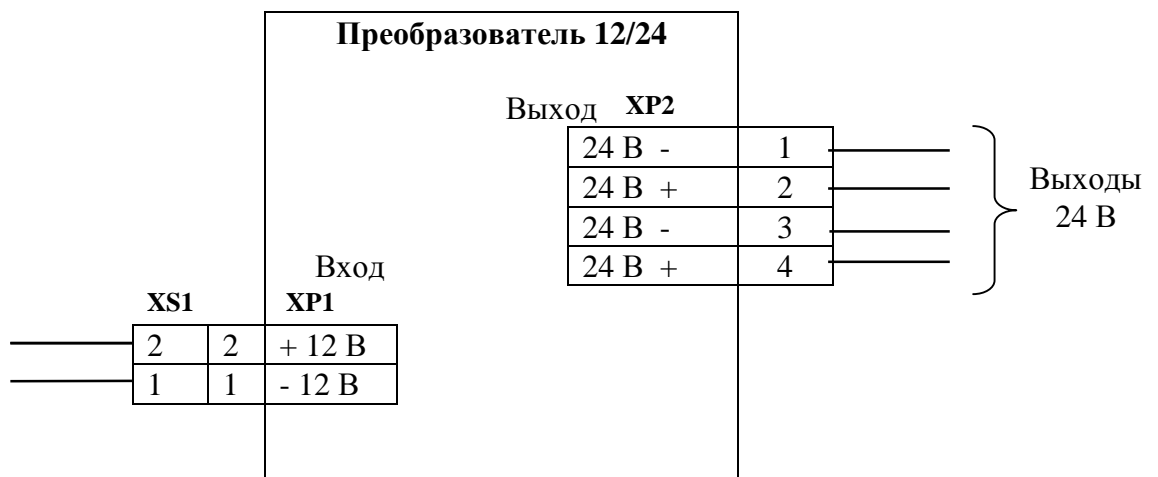 Преобразователь 12/24
Выход XP2
24 В - 1
24 В + 2
24 В - 3
24 В + 4
Выходы
24 В
Вход
XS1 XP1
2 2 + 12 В
1 1 - 12 В